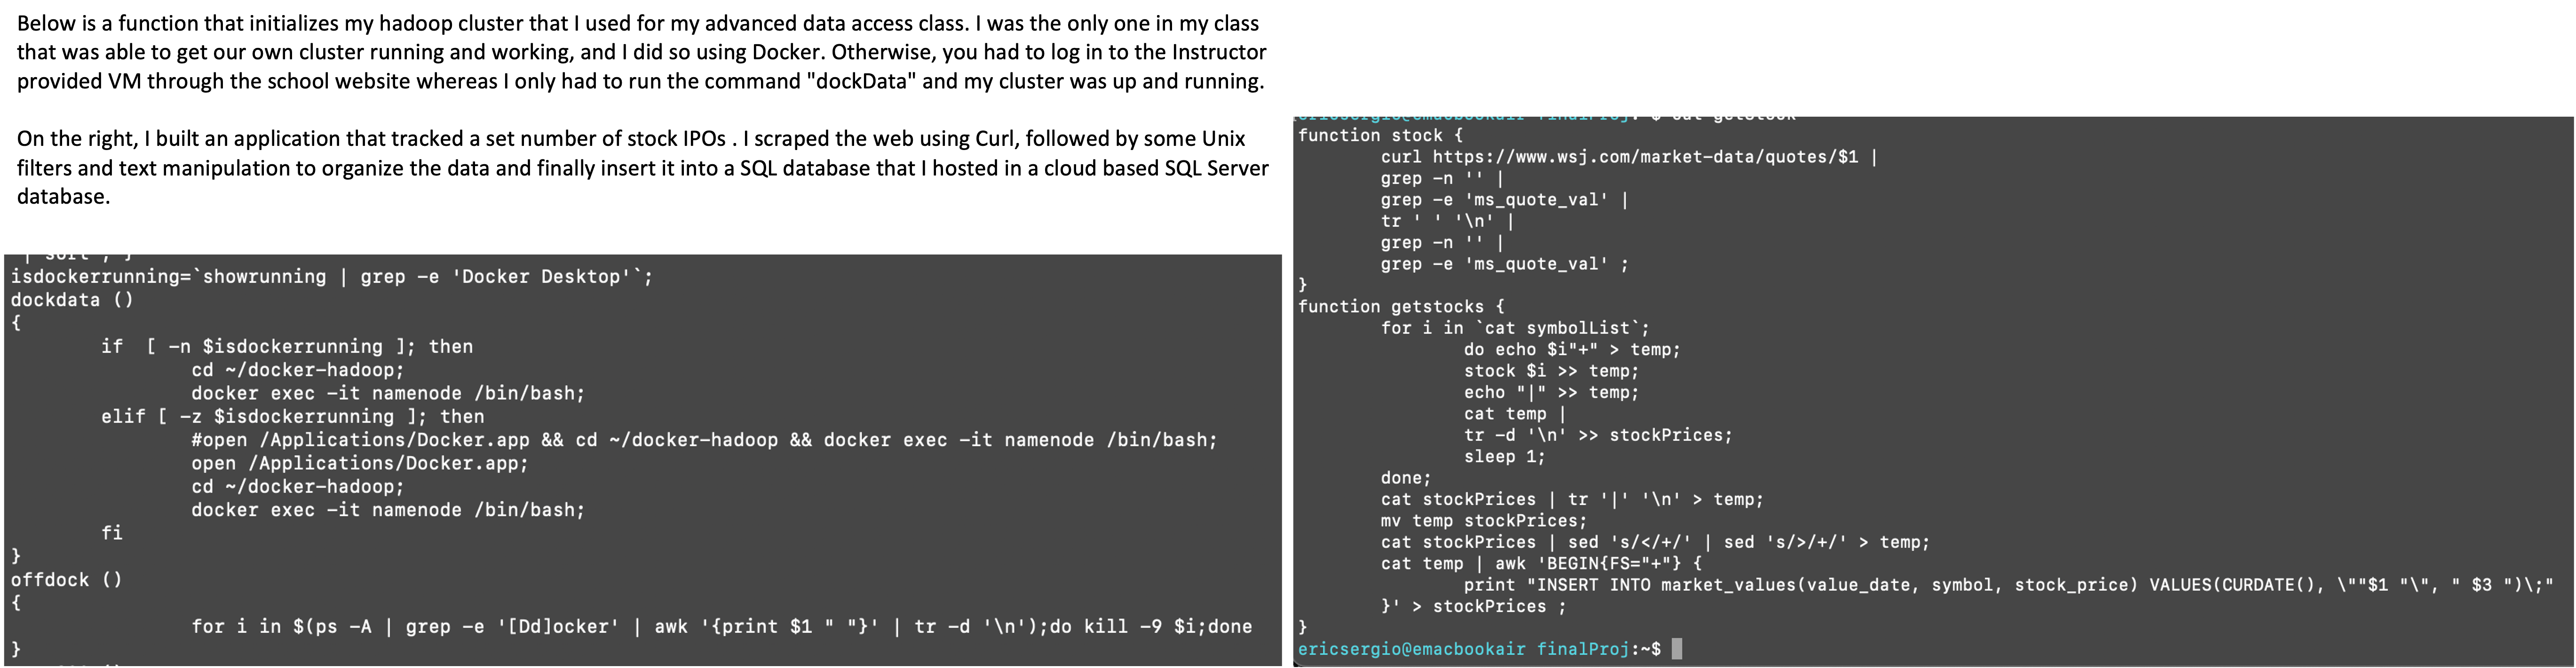 Below is a function that initializes my hadoop cluster that I used for my advanced data access class. I was the only one in my class
that was able to get our own cluster running and working, and I did so using Docker. Otherwise, you had to log in to the Instructor
provided VM through the school website whereas I only had to run the command "dockData" and my cluster was up and running.
On the right, I built an application that tracked a set number of stock IPOs . I scraped the web using Curl, followed by some Unix
filters and text manipulation to organize the data and finally insert it into a SQL database that I hosted in a cloud based SQL Server
database.
| sort ; }
isdockerrunning=`showrunning | grep -e 'Docker Desktop'`;
dockdata ()
{
if [ -n $isdockerrunning ]; then
cd ~/docker-hadoop;
docker exec -it namenode /bin/bash;
elif [ -z $isdockerrunning ]; then
#open /Applications/Docker.app && cd ~/docker-hadoop && docker exec -it namenode /bin/bash;
open /Applications/Docker.app;
cd ~/docker-hadoop;
docker exec -it namenode /bin/bash;
fi
}
offdock ()
{
for i in $(ps -A | grep -e '[Dd]ocker' | awk '{print $1 " "}' | tr -d '\n');do kill -9 $i;done
}
ericsergio@emacbookair finalProj:~$ cat getstock
function stock {
curl https://www.wsj.com/market-data/quotes/$1 |
grep -n '' |
grep -e 'ms_quote_val' |
tr ' ' '\n' |
grep -n '' |
grep -e 'ms_quote_val' ;
}
function getstocks {
for i in `cat symbolList`;
do echo $i"+" > temp;
stock $i >> temp;
echo "|" >> temp;
cat temp |
tr -d '\n' >> stockPrices;
sleep 1;
done;
cat stockPrices | tr '|' '\n' > temp;
mv temp stockPrices;
cat stockPrices | sed 's/</+/' | sed 's/>/+/' > temp;
cat temp | awk 'BEGIN{FS="+"} {
print "INSERT INTO market_values(value_date, symbol, stock_price) VALUES(CURDATE(), \""$1 "\", " $3 ")\;"
}' > stockPrices ;
}
ericsergio@emacbookair finalProj:~$